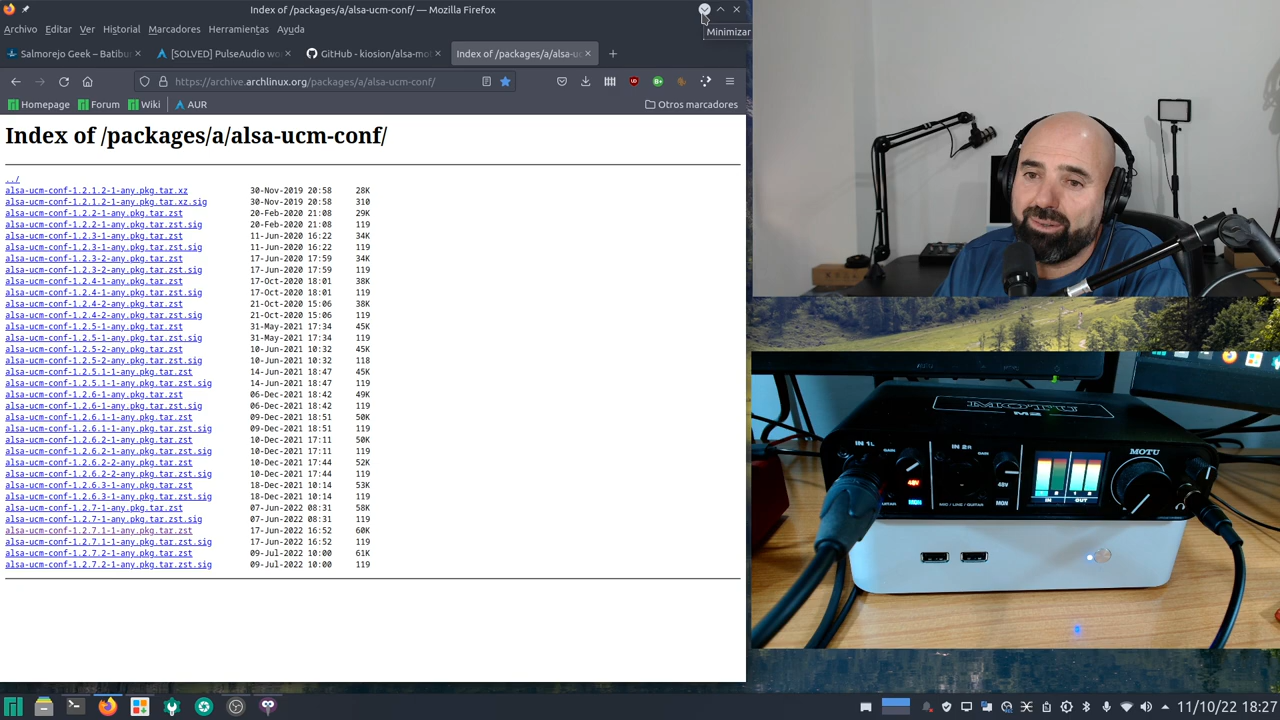 Index of /packages/a/alsa-ucm-conf/ — Mozilla Firefox
Minimizar
Archivo Editar Ver Historial Marcadores Herramientas Ayuda
Salmorejo Geek – Batibur
[SOLVED] PulseAudio wo
GitHub - kiosion/alsa-mot
Index of /packages/a/alsa-uc
https://archive.archlinux.org/packages/a/alsa-ucm-conf/
Homepage Forum Wiki AUR Otros marcadores
Index of /packages/a/alsa-ucm-conf/
../
alsa-ucm-conf-1.2.1.2-1-any.pkg.tar.xz 30-Nov-2019 20:58 28K
alsa-ucm-conf-1.2.1.2-1-any.pkg.tar.xz.sig 30-Nov-2019 20:58 310
alsa-ucm-conf-1.2.2-1-any.pkg.tar.zst 20-Feb-2020 21:08 29K
alsa-ucm-conf-1.2.2-1-any.pkg.tar.zst.sig 20-Feb-2020 21:08 119
alsa-ucm-conf-1.2.3-1-any.pkg.tar.zst 11-Jun-2020 16:22 34K
alsa-ucm-conf-1.2.3-1-any.pkg.tar.zst.sig 11-Jun-2020 16:22 119
alsa-ucm-conf-1.2.3-2-any.pkg.tar.zst 17-Jun-2020 17:59 34K
alsa-ucm-conf-1.2.3-2-any.pkg.tar.zst.sig 17-Jun-2020 17:59 119
alsa-ucm-conf-1.2.4-1-any.pkg.tar.zst 17-Oct-2020 18:01 38K
alsa-ucm-conf-1.2.4-1-any.pkg.tar.zst.sig 17-Oct-2020 18:01 119
alsa-ucm-conf-1.2.4-2-any.pkg.tar.zst 21-Oct-2020 15:06 38K
alsa-ucm-conf-1.2.4-2-any.pkg.tar.zst.sig 21-Oct-2020 15:06 119
alsa-ucm-conf-1.2.5-1-any.pkg.tar.zst 31-May-2021 17:34 45K
alsa-ucm-conf-1.2.5-1-any.pkg.tar.zst.sig 31-May-2021 17:34 119
alsa-ucm-conf-1.2.5-2-any.pkg.tar.zst 10-Jun-2021 10:32 45K
alsa-ucm-conf-1.2.5-2-any.pkg.tar.zst.sig 10-Jun-2021 10:32 118
alsa-ucm-conf-1.2.5.1-1-any.pkg.tar.zst 14-Jun-2021 18:47 45K
alsa-ucm-conf-1.2.5.1-1-any.pkg.tar.zst.sig 14-Jun-2021 18:47 119
alsa-ucm-conf-1.2.6-1-any.pkg.tar.zst 06-Dec-2021 18:42 49K
alsa-ucm-conf-1.2.6-1-any.pkg.tar.zst.sig 06-Dec-2021 18:42 119
alsa-ucm-conf-1.2.6.1-1-any.pkg.tar.zst 09-Dec-2021 18:51 50K
alsa-ucm-conf-1.2.6.1-1-any.pkg.tar.zst.sig 09-Dec-2021 18:51 119
alsa-ucm-conf-1.2.6.2-1-any.pkg.tar.zst 10-Dec-2021 17:11 50K
alsa-ucm-conf-1.2.6.2-1-any.pkg.tar.zst.sig 10-Dec-2021 17:11 119
alsa-ucm-conf-1.2.6.2-2-any.pkg.tar.zst 10-Dec-2021 17:44 52K
alsa-ucm-conf-1.2.6.2-2-any.pkg.tar.zst.sig 10-Dec-2021 17:44 119
alsa-ucm-conf-1.2.6.3-1-any.pkg.tar.zst 18-Dec-2021 10:14 53K
alsa-ucm-conf-1.2.6.3-1-any.pkg.tar.zst.sig 18-Dec-2021 10:14 119
alsa-ucm-conf-1.2.7-1-any.pkg.tar.zst 07-Jun-2022 08:31 58K
alsa-ucm-conf-1.2.7-1-any.pkg.tar.zst.sig 07-Jun-2022 08:31 119
alsa-ucm-conf-1.2.7.1-1-any.pkg.tar.zst 17-Jun-2022 16:52 60K
alsa-ucm-conf-1.2.7.1-1-any.pkg.tar.zst.sig 17-Jun-2022 16:52 119
alsa-ucm-conf-1.2.7.2-1-any.pkg.tar.zst 09-Jul-2022 10:00 61K
alsa-ucm-conf-1.2.7.2-1-any.pkg.tar.zst.sig 09-Jul-2022 10:00 119
M2
IN 1L
GAIN
48V
MON
IN 2R
GAIN
48V
MON
MIC / LINE / GUITAR
IN OUT
MOTU
11/10/22 18:27